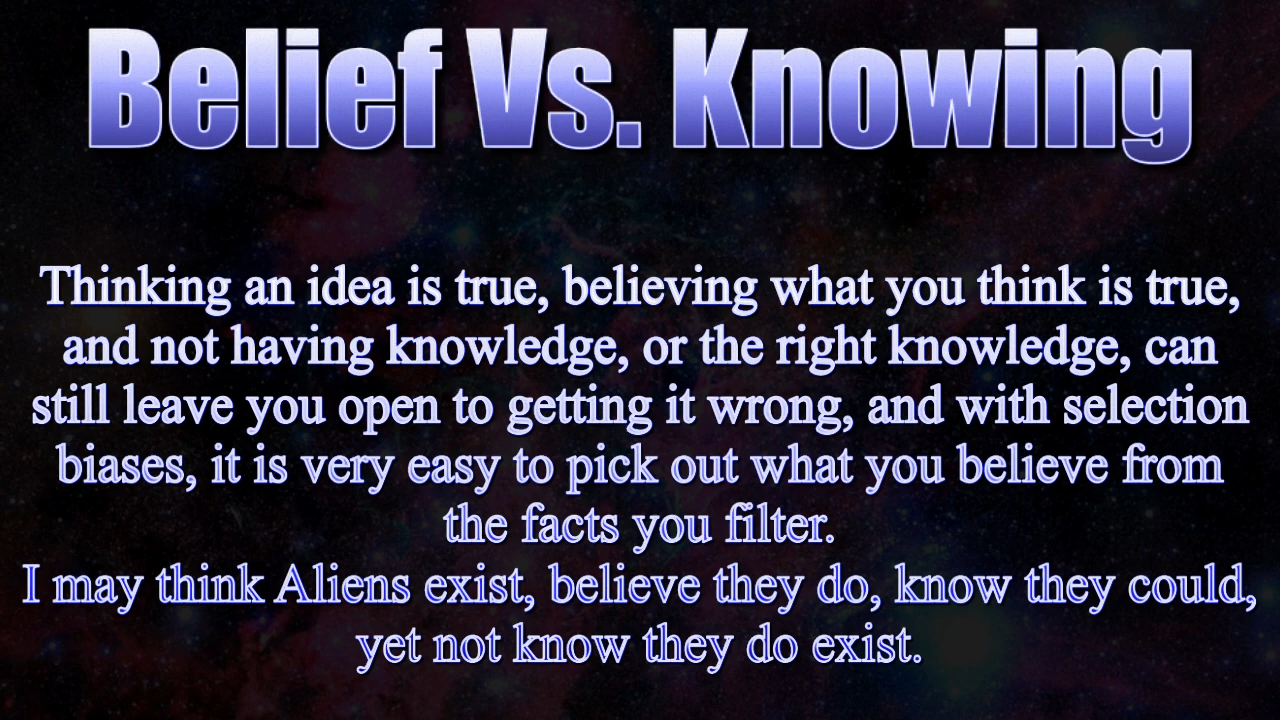 Belief Vs. Knowing
Thinking an idea is true, believing what you think is true,
and not having knowledge, or the right knowledge, can
still leave you open to getting it wrong, and with selection
biases, it is very easy to pick out what you believe from
the facts you filter.
I may think Aliens exist, believe they do, know they could,
yet not know they do exist.